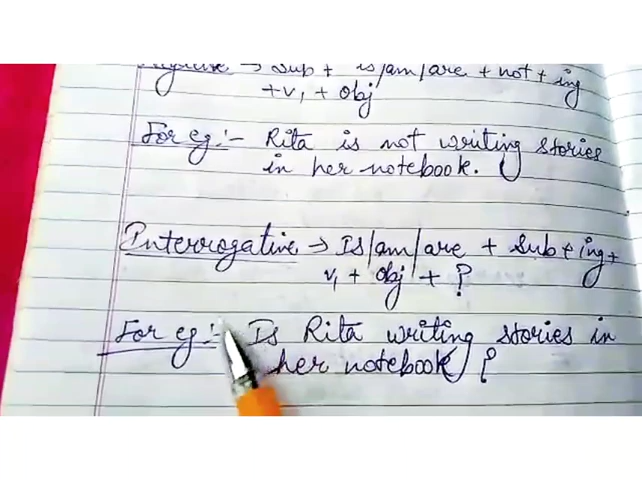 Negative → Sub + is/am/are + not + ing
+ V1 + obj
For eg:- Rita is not writing stories
in her notebook.
Interrogative → Is/am/are + Sub + ing +
V1 + obj + ?
For eg:- Is Rita writing stories in
her notebook ?